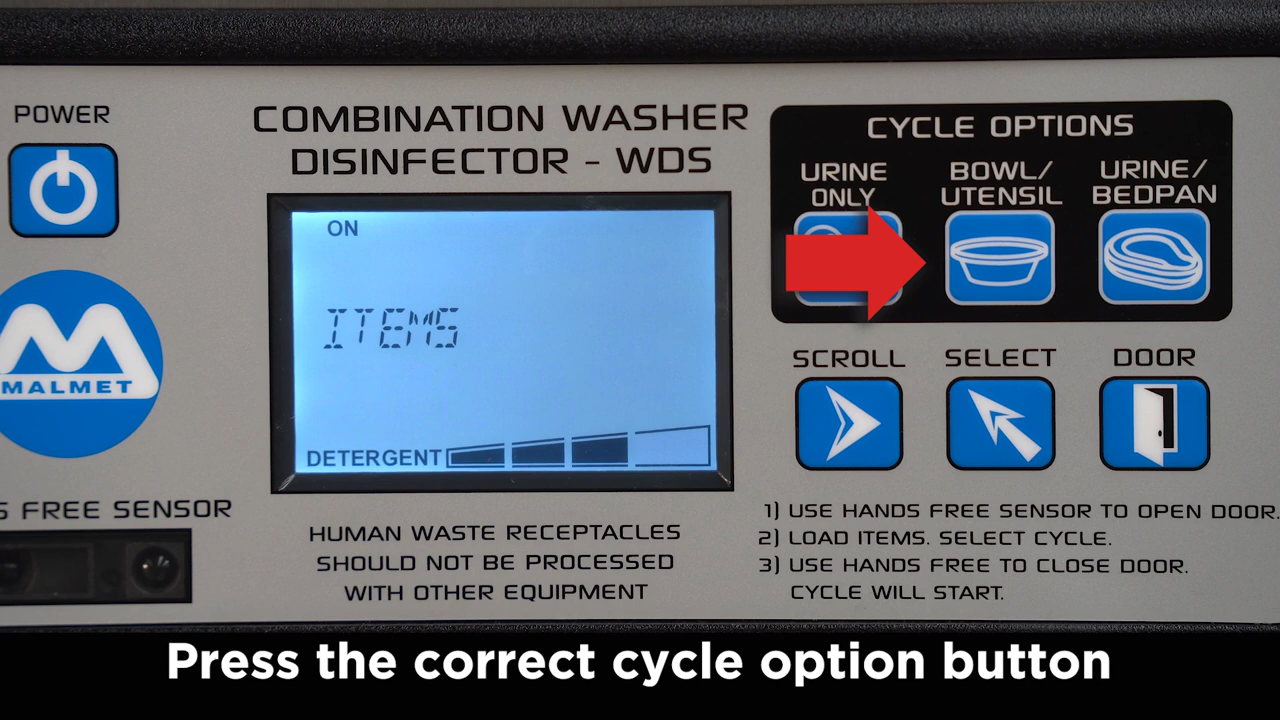 POWER
COMBINATION WASHER
DISINFECTOR - WDS
CYCLE OPTIONS
URINE
ONLY
BOWL/
UTENSIL
URINE/
BEDPAN
ON
ITEMS
DETERGENT
MALMET
SCROLL
SELECT
DOOR
S FREE SENSOR
HUMAN WASTE RECEPTACLES
SHOULD NOT BE PROCESSED
WITH OTHER EQUIPMENT
1) USE HANDS FREE SENSOR TO OPEN DOOR.
2) LOAD ITEMS. SELECT CYCLE.
3) USE HANDS FREE TO CLOSE DOOR.
CYCLE WILL START.
Press the correct cycle option button